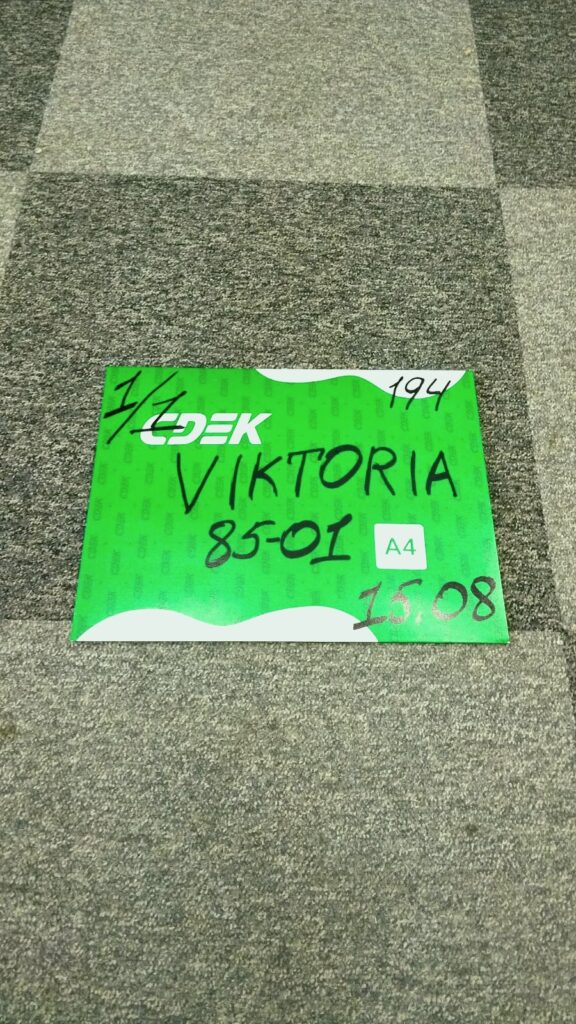 1/1
194
CDEK
VIKTORIA
85-01
A4
15.08